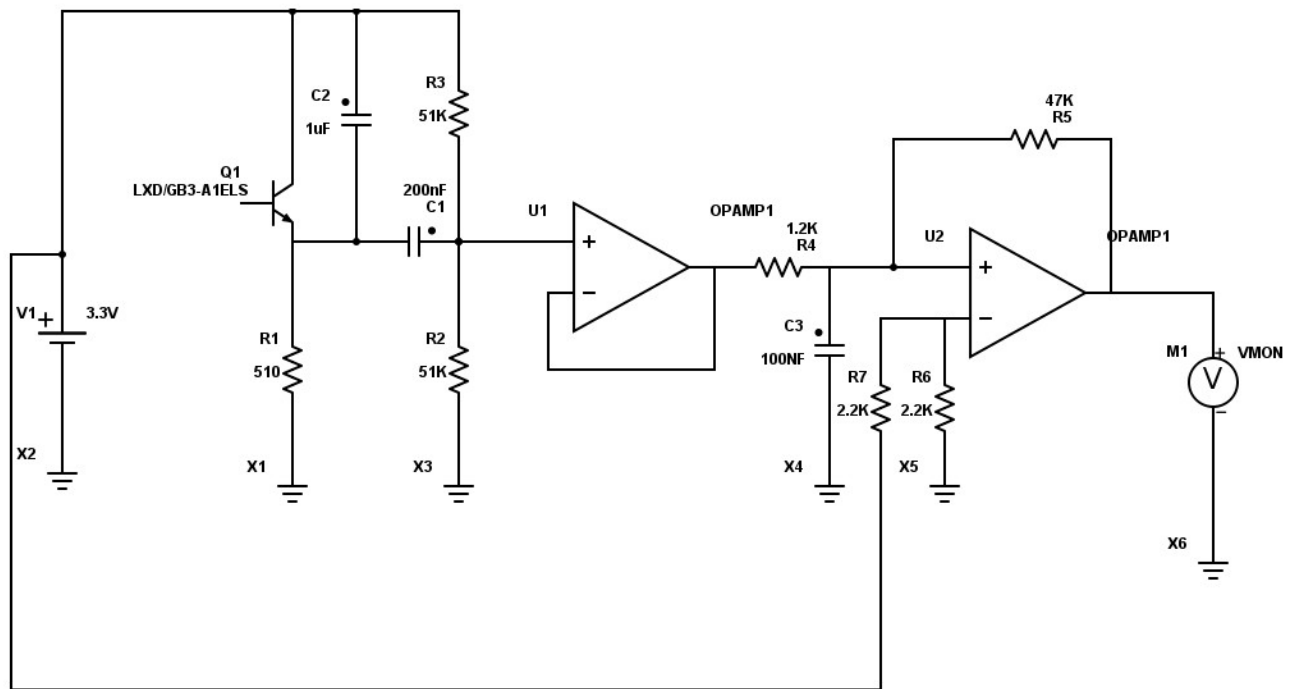 R3
51K
C2
1uF
47K
R5
Q1
LXD/GB3-A1ELS
200nF
C1
U1
+
−
OPAMP1
1.2K
R4
U2
+
−
OPAMP1
V1
+
3.3V
R1
510
R2
51K
C3
100NF
R7
2.2K
R6
2.2K
M1
+
V
−
VMON
X2
X1
X3
X4
X5
X6